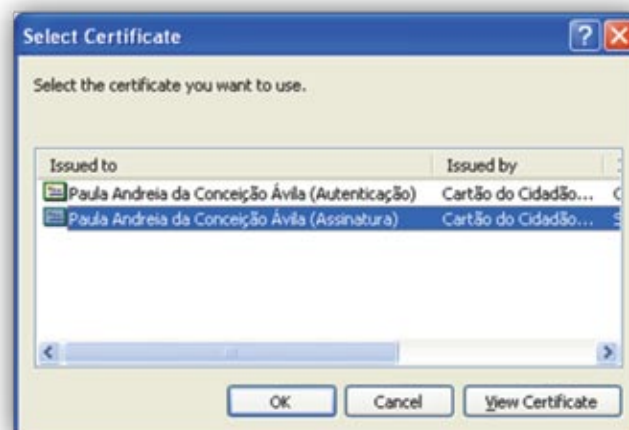 Select Certificate
Select the certificate you want to use.
Issued to Issued by
Paula Andreia da Conceição Ávila (Autenticação) Cartão do Cidadão...
Paula Andreia da Conceição Ávila (Assinatura) Cartão do Cidadão...
OK Cancel View Certificate